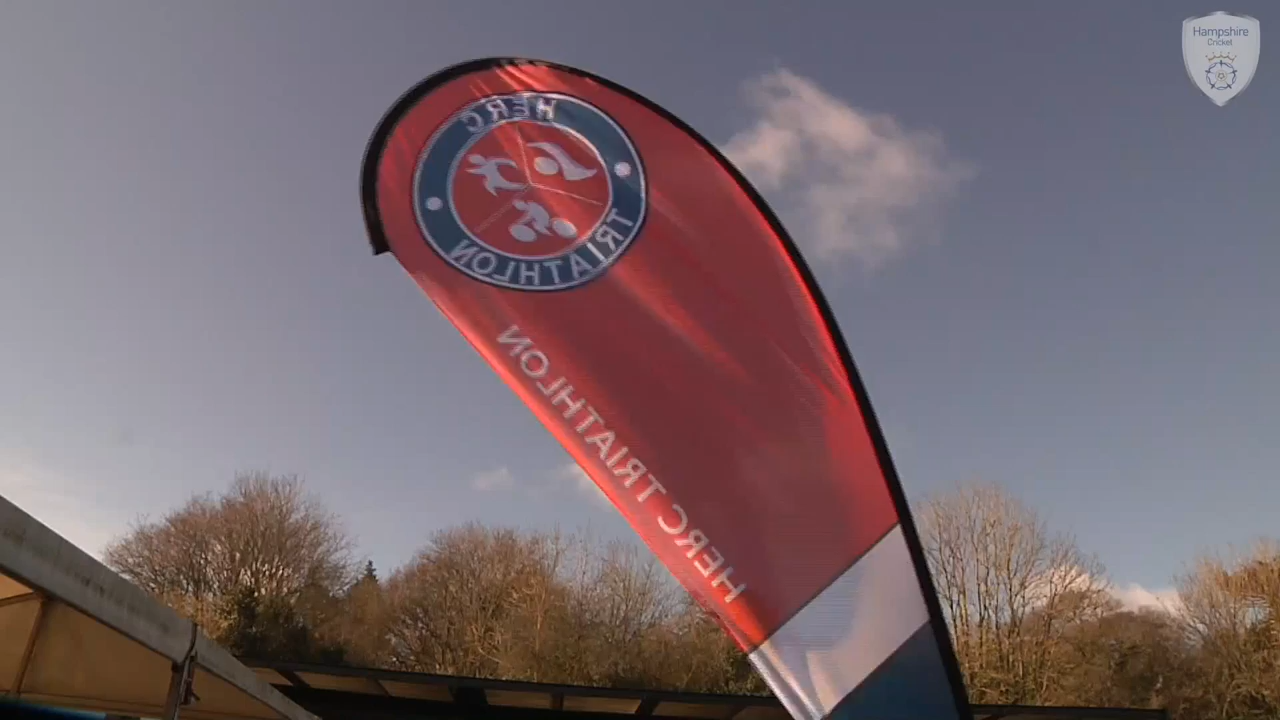 HERC
TRIATHLON
HERC TRIATHLON
Hampshire
Cricket